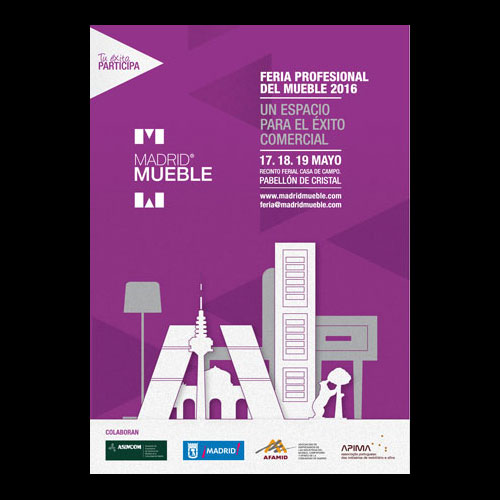 Tu éxito
PARTICIPA
FERIA PROFESIONAL
DEL MUEBLE 2016
UN ESPACIO
PARA EL ÉXITO
COMERCIAL
17. 18. 19 MAYO
RECINTO FERIAL CASA DE CAMPO.
PABELLÓN DE CRISTAL
www.madridmueble.com
feria@madridmueble.com
MADRID®
MUEBLE
COLABORAN
ASINCOM
¡MADRID!
AFAMID
APIMA